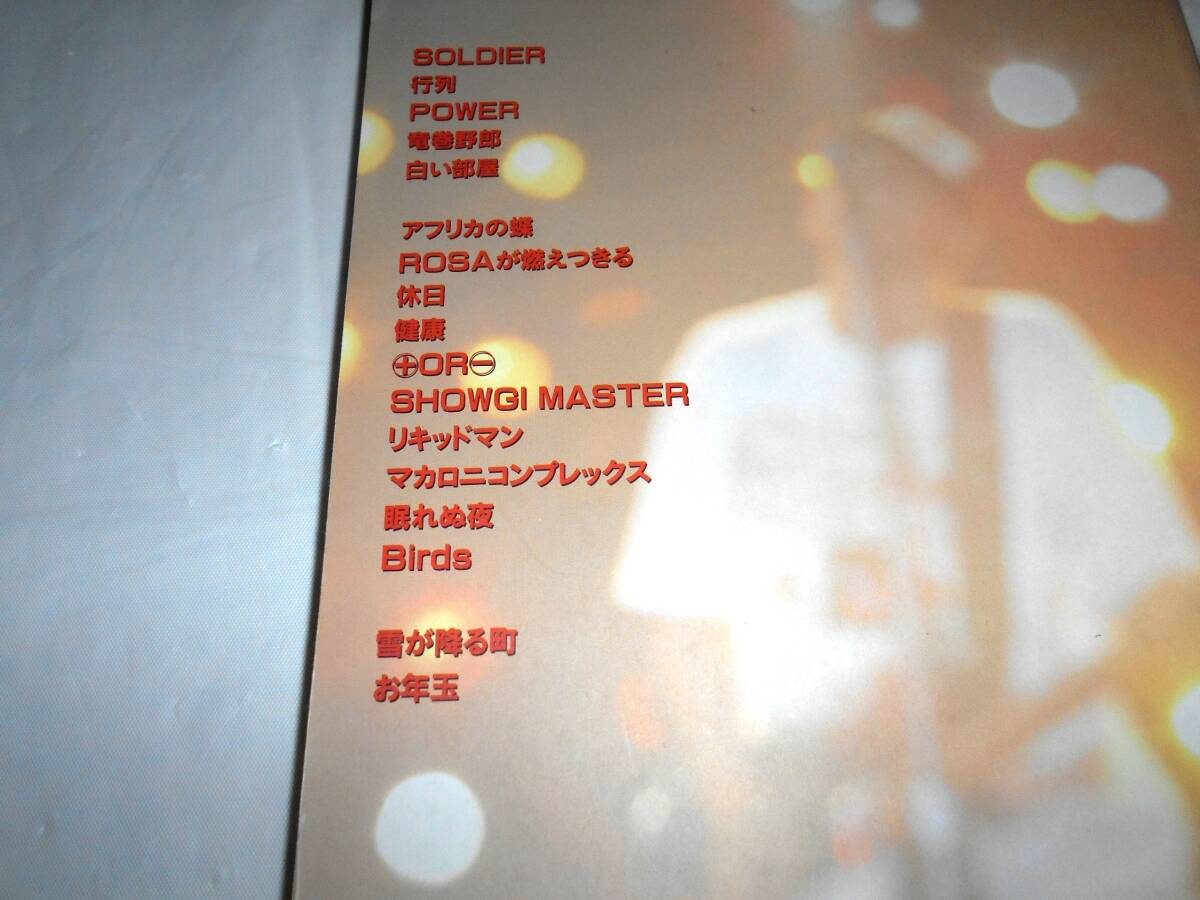 SOLDIER
行列
POWER
竜巻野郎
白い部屋
アフリカの蝶
ROSAが燃えつきる
休日
健康
⊕OR⊖
SHOWGI MASTER
リキッドマン
マカロニコンプレックス
眠れぬ夜
Birds
雪が降る町
お年玉